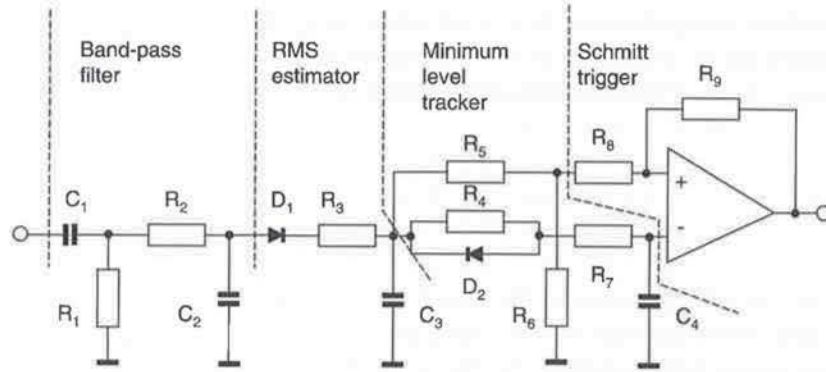 Band-pass
filter
RMS
estimator
Minimum
level
tracker
Schmitt
trigger
R9
R8
R5
R4
C1
R2
D1
R3
+
-
R7
D2
R1
C2
C3
R6
C4